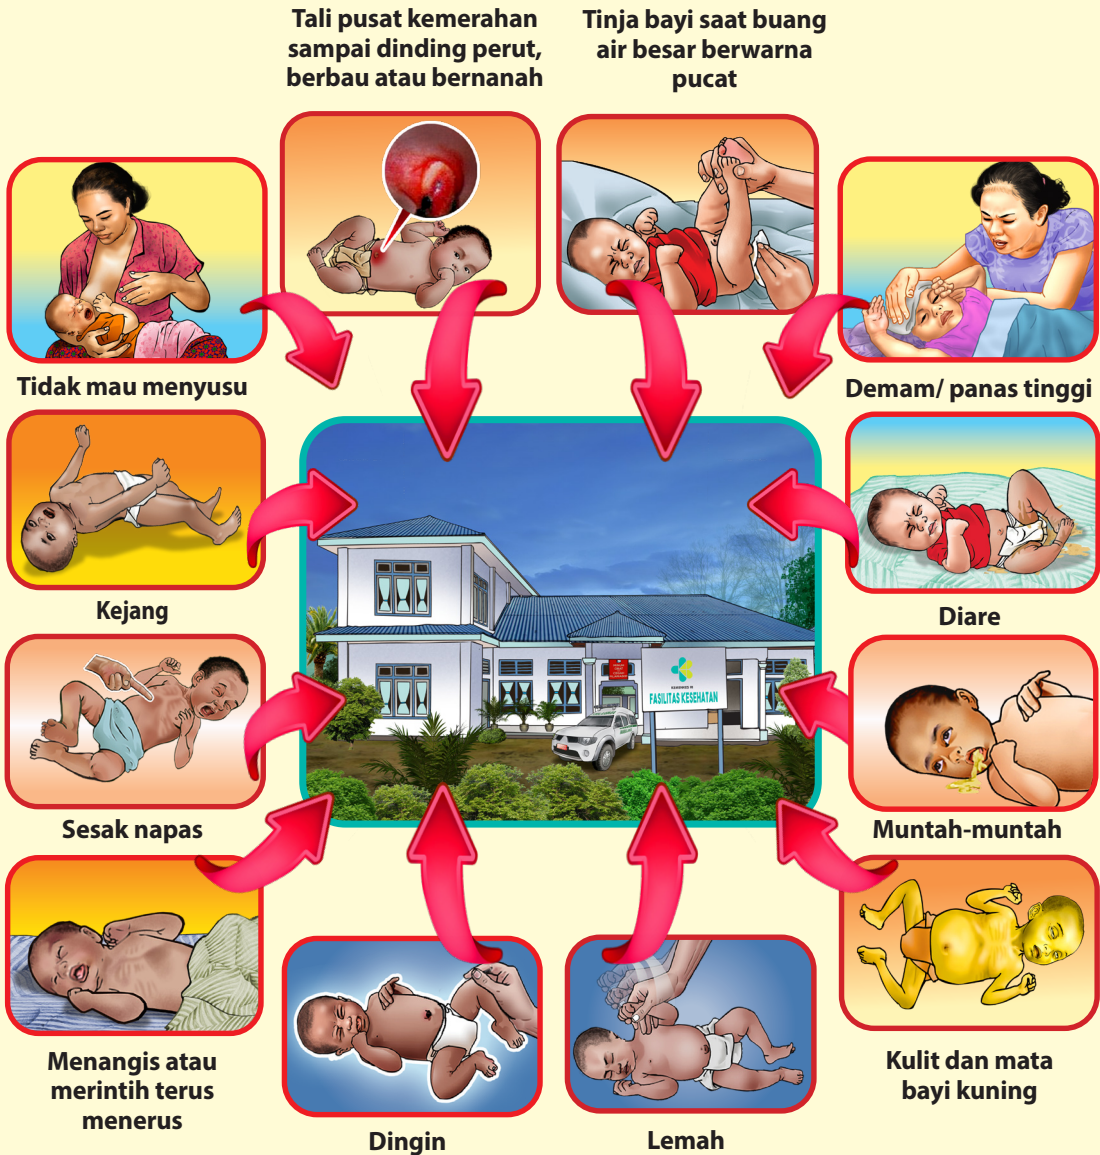 Tali pusat kemerahan
sampai dinding perut,
berbau atau bernanah
Tinja bayi saat buang
air besar berwarna
pucat
Tidak mau menyusu
Demam/ panas tinggi
Kejang
Diare
KEMENKES RI
FASILITAS KESEHATAN
Sesak napas
Muntah-muntah
Menangis atau
merintih terus
menerus
Dingin
Lemah
Kulit dan mata
bayi kuning